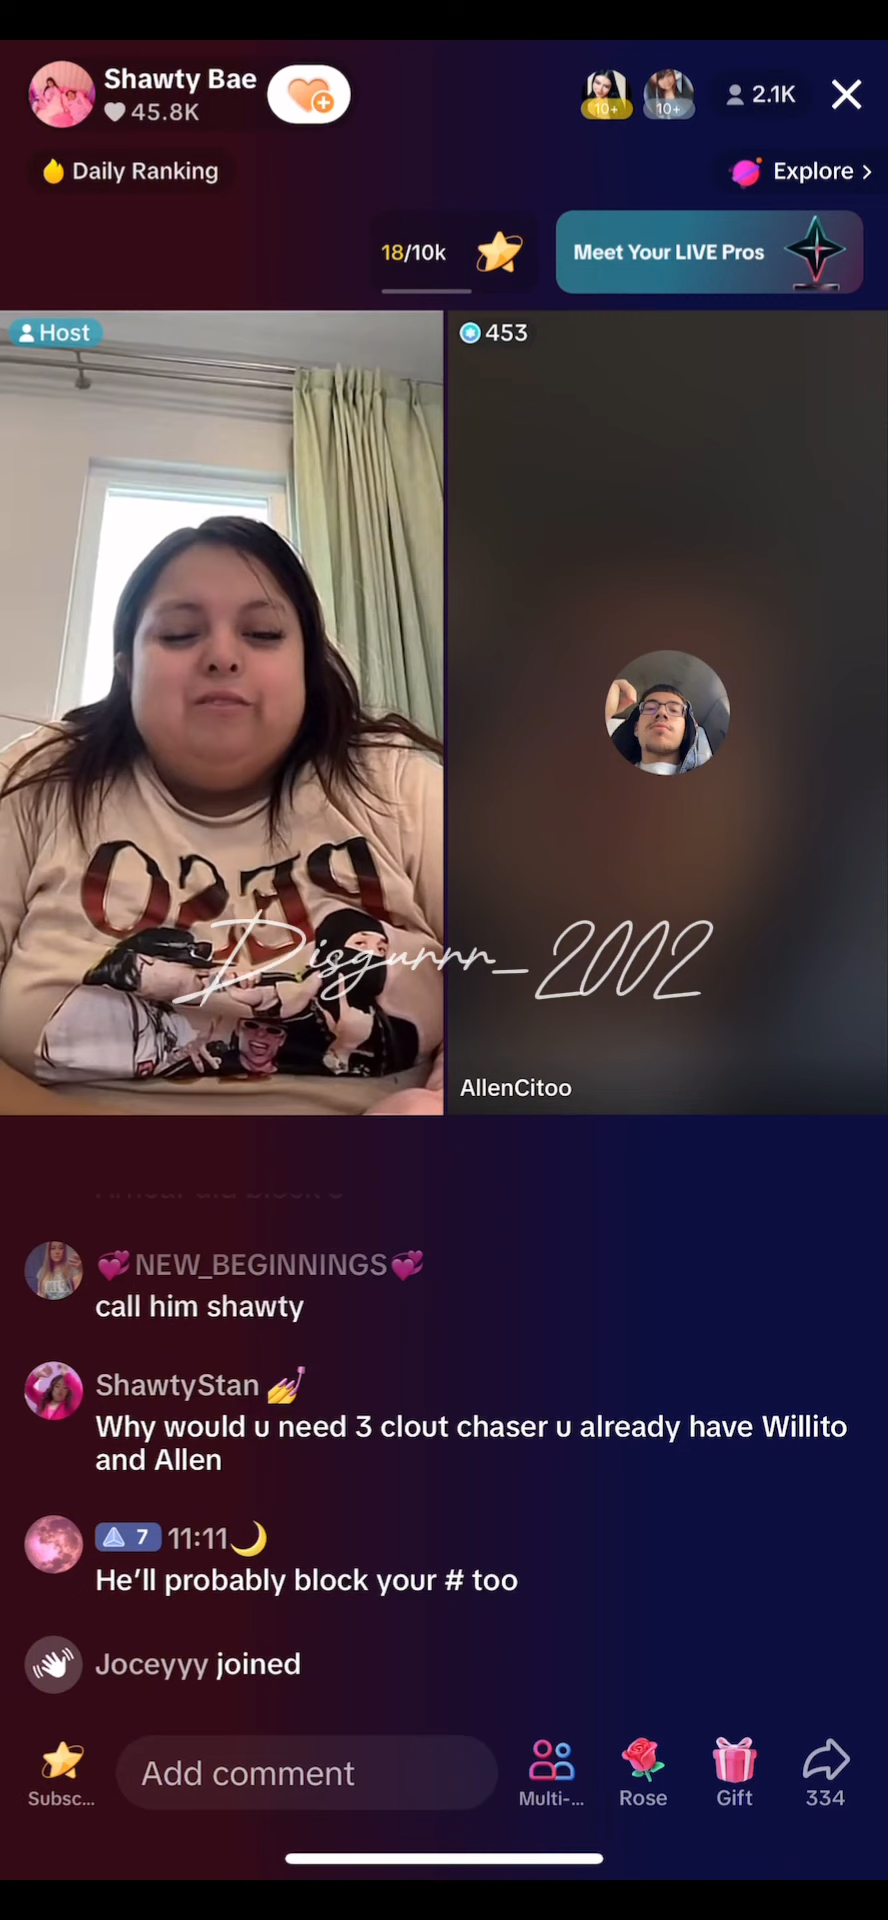 Shawty Bae
45.8K
10+
10+
2.1K
Daily Ranking
Explore >
18/10k
Meet Your LIVE Pros
Host
453
PESO
Disgunnn_2002
AllenCitoo
💞NEW_BEGINNINGS💞
call him shawty
ShawtyStan 💅
Why would u need 3 clout chaser u already have Willito
and Allen
7 11:11🌙
He'll probably block your # too
Joceyyy joined
Subsc...
Add comment
Multi-...
Rose
Gift
334